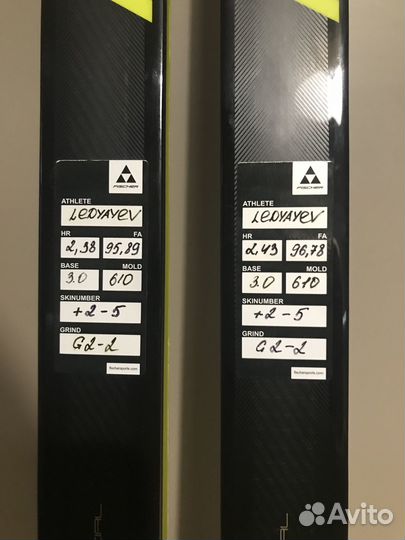 FISCHER
ATHLETE
LEDYAYEV
HR FA
2,38 95,89
BASE MOLD
3.0 610
SKINUMBER
+2-5
GRIND
G2-2
fischersports.com
FISCHER
ATHLETE
LEDYAYEV
HR FA
2,43 96,78
BASE MOLD
3.0 610
SKINUMBER
+2-5
GRIND
G2-2
fischersports.com
Avito